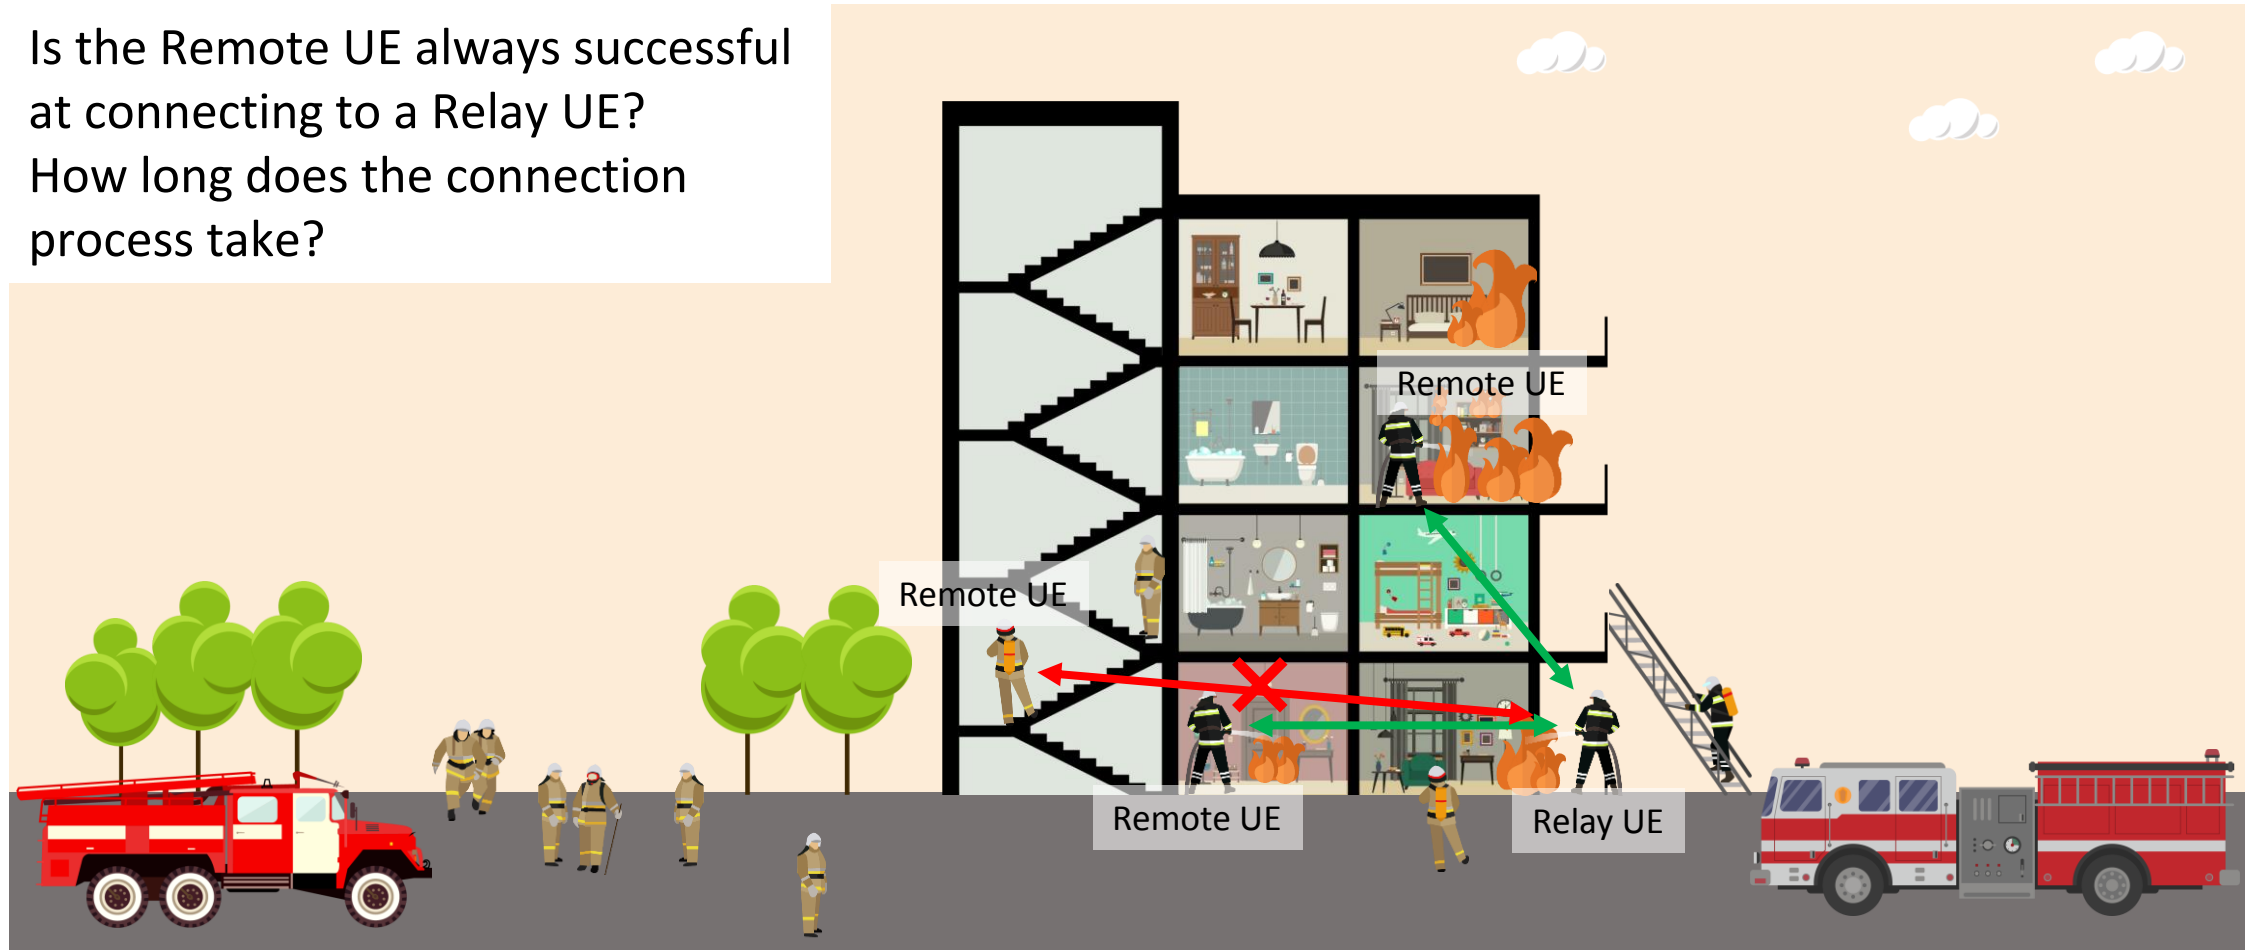 Is the Remote UE always successful
at connecting to a Relay UE?
How long does the connection
process take?
Remote UE
Remote UE
Remote UE
Relay UE